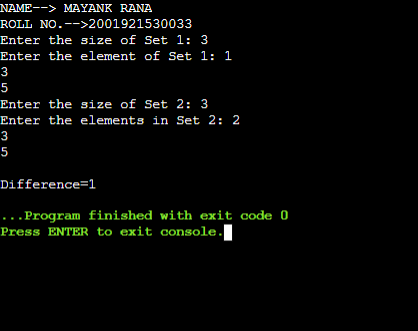 NAME--> MAYANK RANA
ROLL NO.-->2001921530033
Enter the size of Set 1: 3
Enter the element of Set 1: 1
3
5
Enter the size of Set 2: 3
Enter the elements in Set 2: 2
3
5
Difference=1
...Program finished with exit code 0
Press ENTER to exit console.